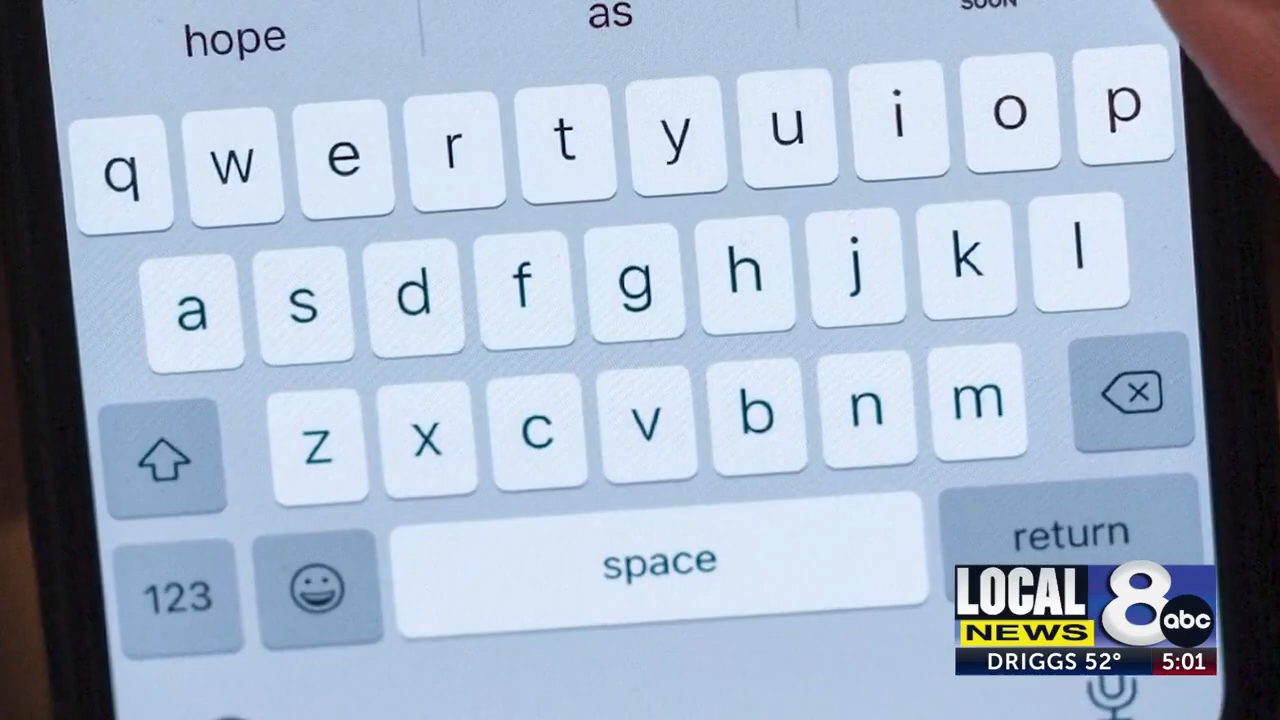 hope as SOON
q w e r t y u i o p
a s d f g h j k l
z x c v b n m
123 space return
LOCAL 8
NEWS abc
DRIGGS 52° 5:01